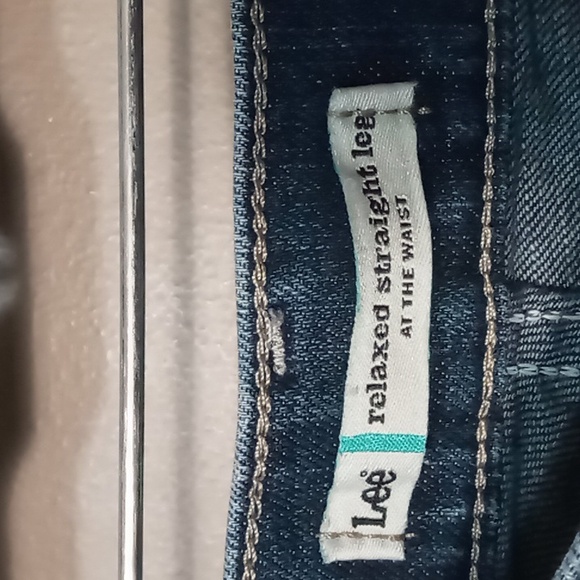 Lee
relaxed straight leg
AT THE WAIST